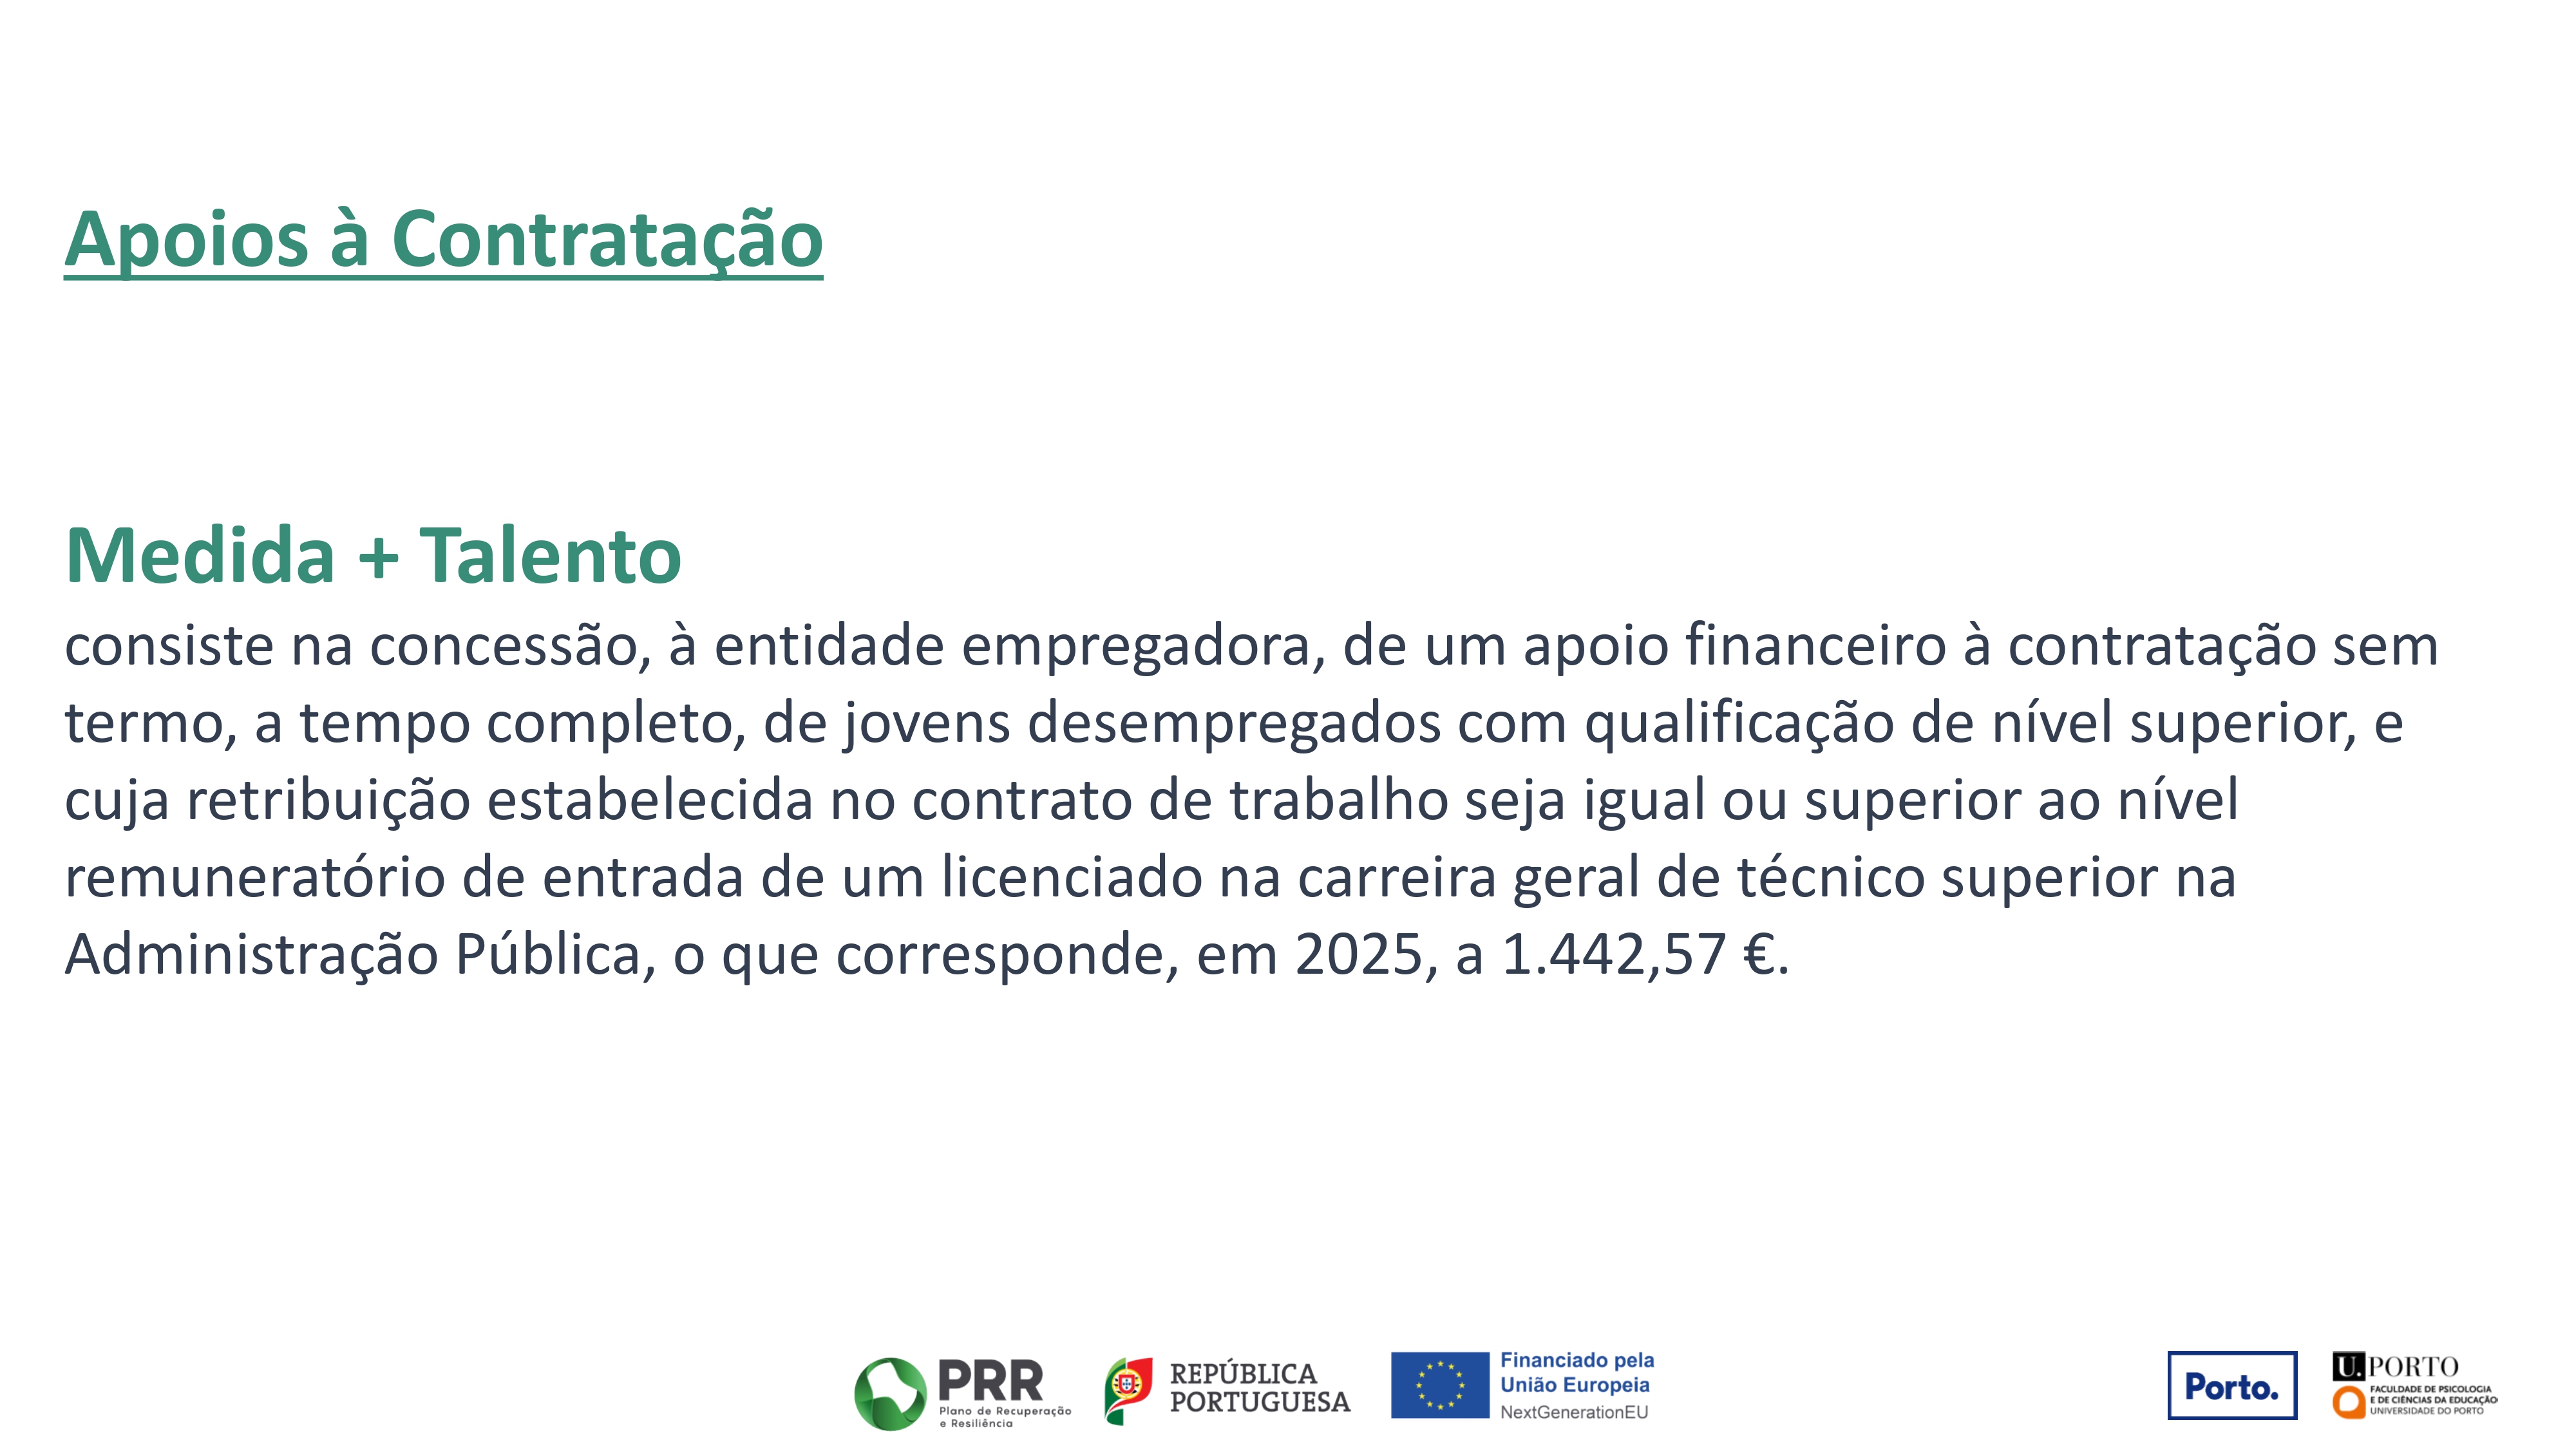 Apoios à Contratação
Medida + Talento
consiste na concessão, à entidade empregadora, de um apoio financeiro à contratação sem
termo, a tempo completo, de jovens desempregados com qualificação de nível superior, e
cuja retribuição estabelecida no contrato de trabalho seja igual ou superior ao nível
remuneratório de entrada de um licenciado na carreira geral de técnico superior na
Administração Pública, o que corresponde, em 2025, a 1.442,57 €.
PRR
Plano de Recuperação
e Resiliência
REPÚBLICA
PORTUGUESA
Financiado pela
União Europeia
NextGenerationEU
Porto.
U.PORTO
FACULDADE DE PSICOLOGIA
E DE CIÊNCIAS DA EDUCAÇÃO
UNIVERSIDADE DO PORTO